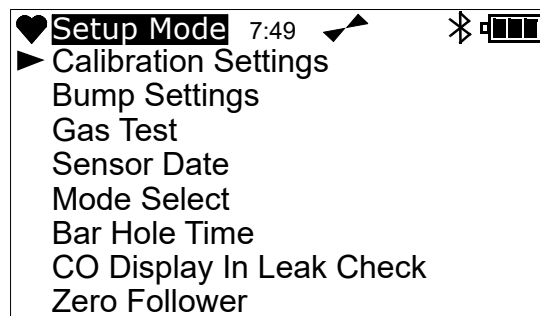 Setup Mode 7:49
Calibration Settings
Bump Settings
Gas Test
Sensor Date
Mode Select
Bar Hole Time
CO Display In Leak Check
Zero Follower